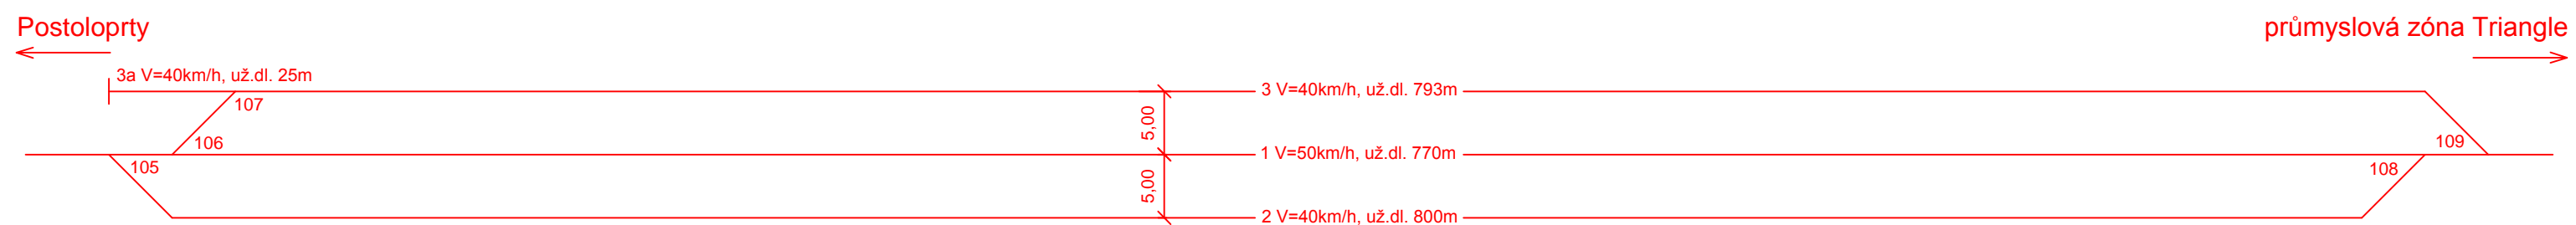 Postoloprty
průmyslová zóna Triangle
3a V=40km/h, už.dl. 25m
3 V=40km/h, už.dl. 793m
107
5,00
106
109
1 V=50km/h, už.dl. 770m
105
108
5,00
2 V=40km/h, už.dl. 800m